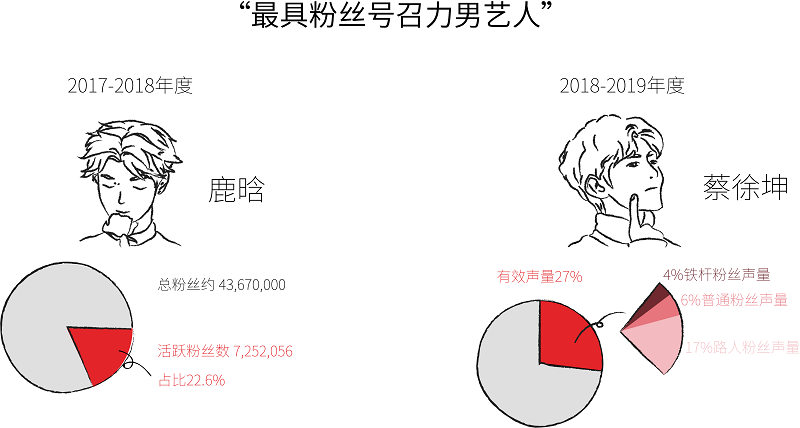 “最具粉丝号召力男艺人”
2017-2018年度
鹿晗
总粉丝约 43,670,000
活跃粉丝数 7,252,056
占比22.6%
2018-2019年度
蔡徐坤
有效声量27%
4%铁杆粉丝声量
6%普通粉丝声量
17%路人粉丝声量